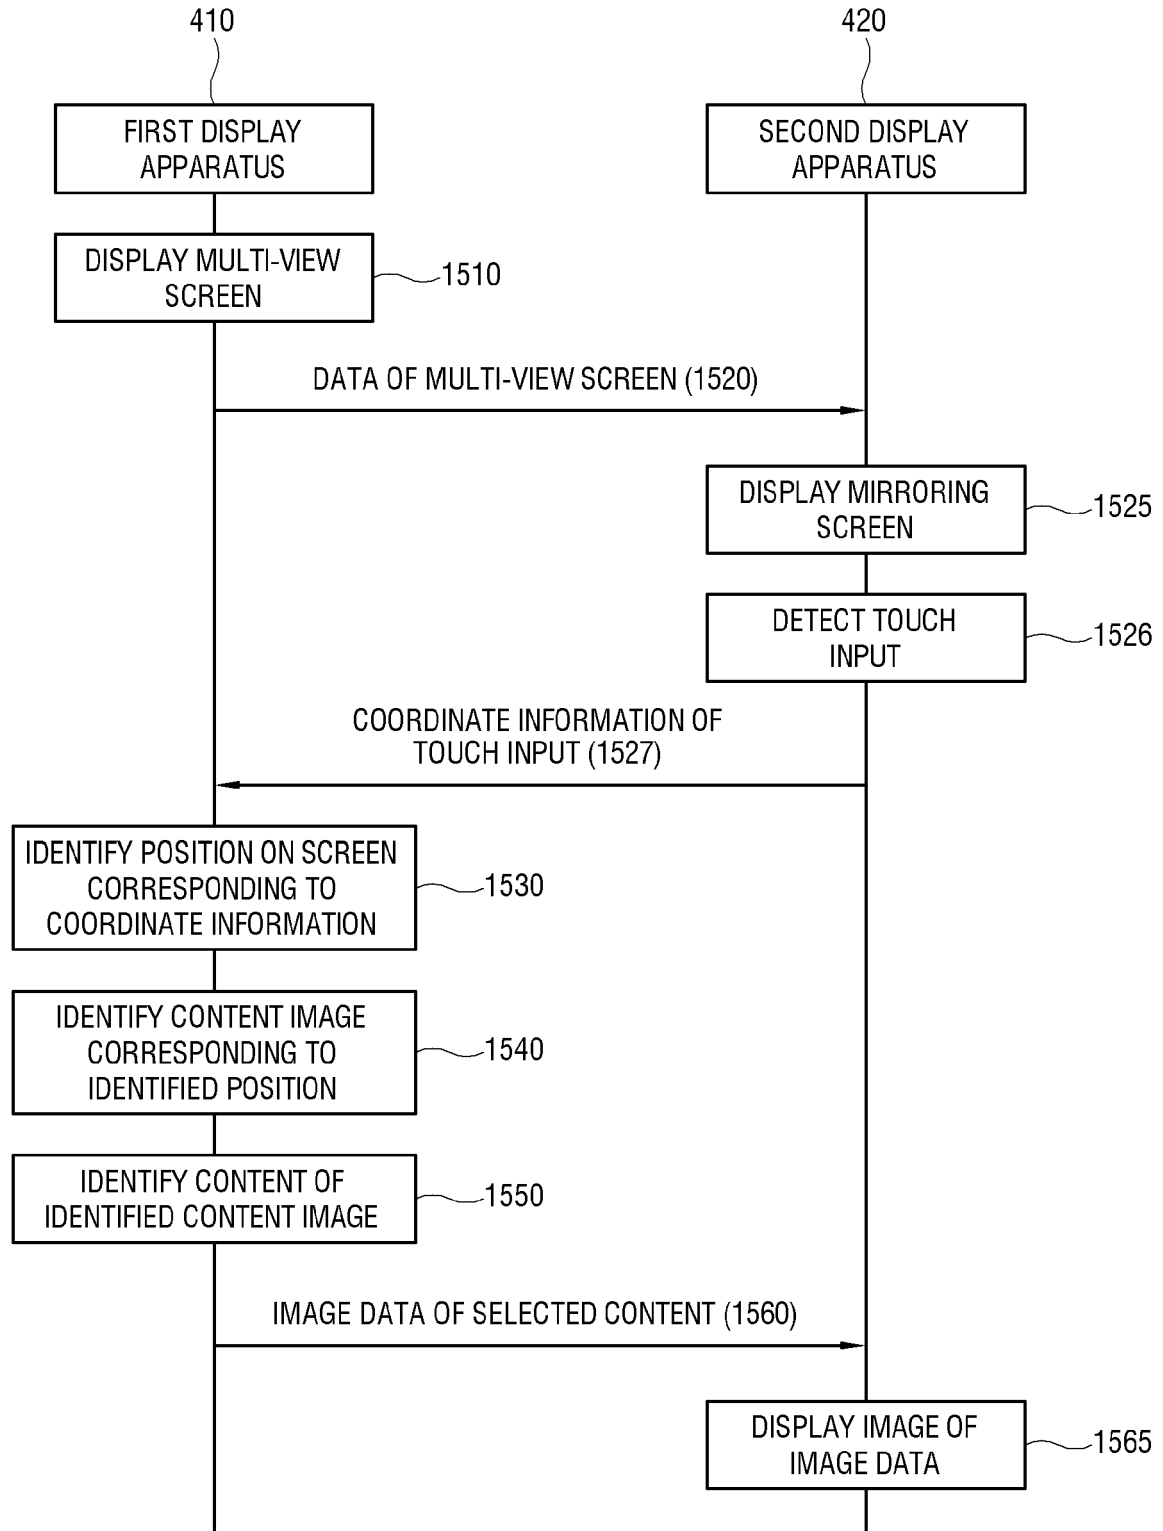 410
420
FIRST DISPLAY
APPARATUS
SECOND DISPLAY
APPARATUS
DISPLAY MULTI-VIEW
SCREEN
1510
DATA OF MULTI-VIEW SCREEN (1520)
DISPLAY MIRRORING
SCREEN
1525
DETECT TOUCH
INPUT
1526
COORDINATE INFORMATION OF
TOUCH INPUT (1527)
IDENTIFY POSITION ON SCREEN
CORRESPONDING TO
COORDINATE INFORMATION
1530
IDENTIFY CONTENT IMAGE
CORRESPONDING TO
IDENTIFIED POSITION
1540
IDENTIFY CONTENT OF
IDENTIFIED CONTENT IMAGE
1550
IMAGE DATA OF SELECTED CONTENT (1560)
DISPLAY IMAGE OF
IMAGE DATA
1565